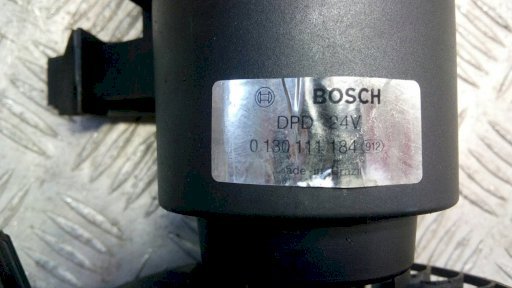 BOSCH
DPD 24V
0 130 111 184 (912)
Made in Brazil